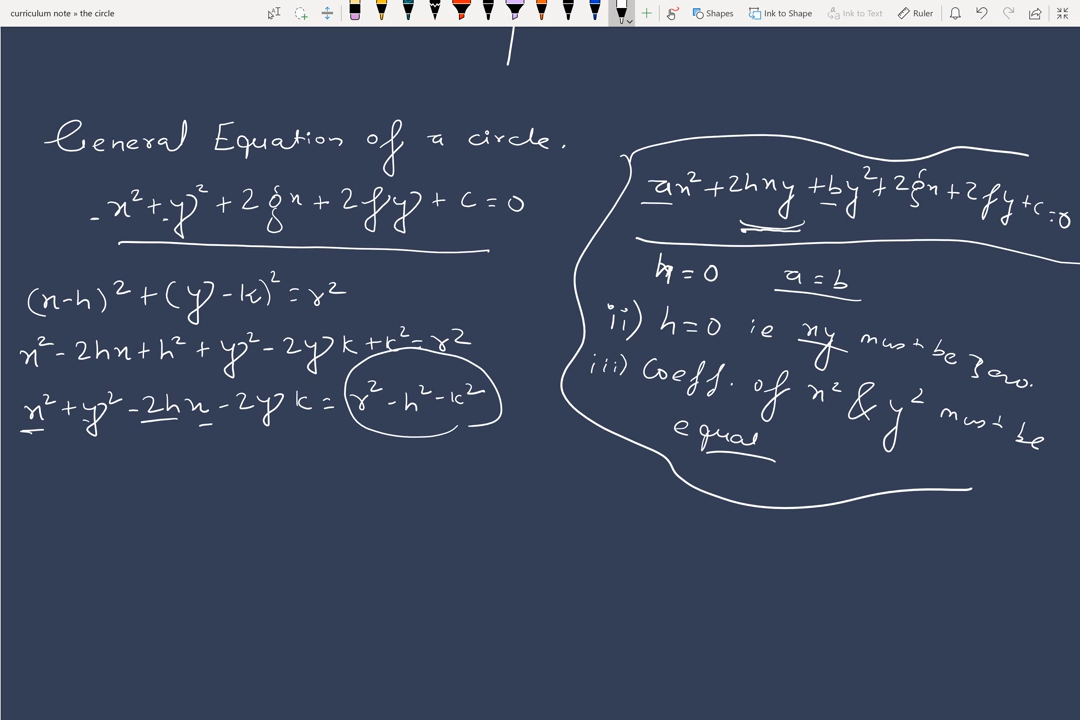 curriculum note » the circle
Shapes
Ink to Shape
Ink to Text
Ruler
General Equation of a circle.
x² + y² + 2gx + 2fy + c = 0
(x-h)² + (y-k)² = r²
x² - 2hx + h² + y² - 2yk + k² = r²
x² + y² - 2hx - 2yk = r² - h² - k²
ax² + 2hxy + by² + 2gx + 2fy + c = 0
h = 0 a = b
ii) h = 0 ie xy must be Zero.
iii) Coeff. of x² & y² must be
equal